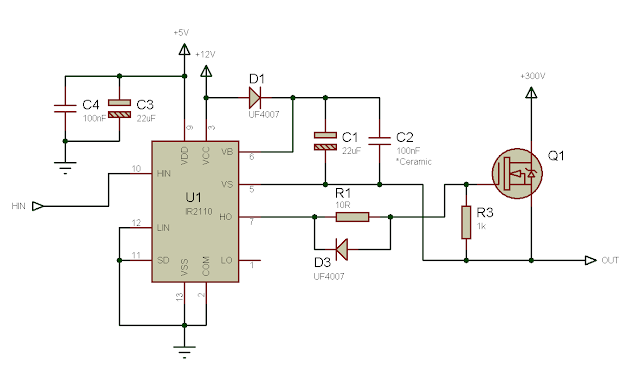 +5V
+12V
D1
UF4007
+300V
C4
100nF
C3
22uF
C1
22uF
C2
100nF
*Ceramic
Q1
9
3
VDD
VCC
VB
6
10
HIN
HIN
U1
IR2110
VS
5
R1
10R
HO
7
R3
1k
12
LIN
11
SD
VSS
COM
LO
1
D3
UF4007
OUT
13
2